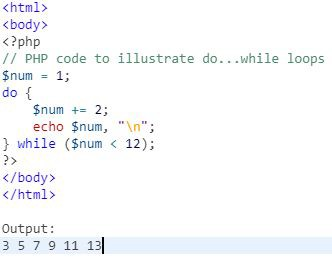 <html>
<body>
<?php
// PHP code to illustrate do...while loops
$num = 1;
do {
    $num += 2;
    echo $num, "\n";
} while ($num < 12);
?>
</body>
</html>

Output:
3 5 7 9 11 13